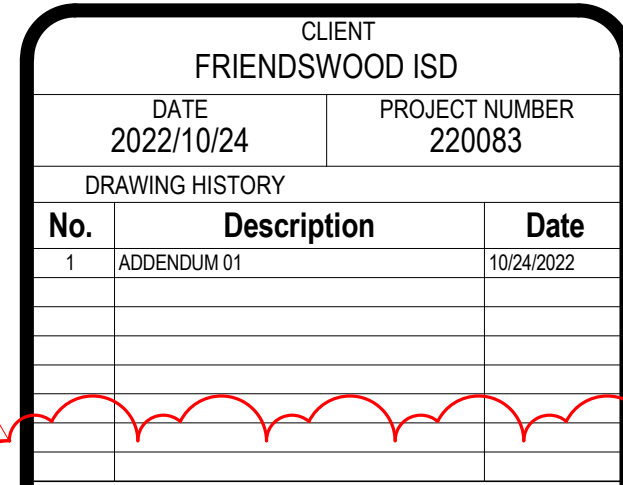 CLIENT
FRIENDSWOOD ISD
DATE PROJECT NUMBER
2022/10/24 220083
DRAWING HISTORY
No. Description Date
1 ADDENDUM 01 10/24/2022